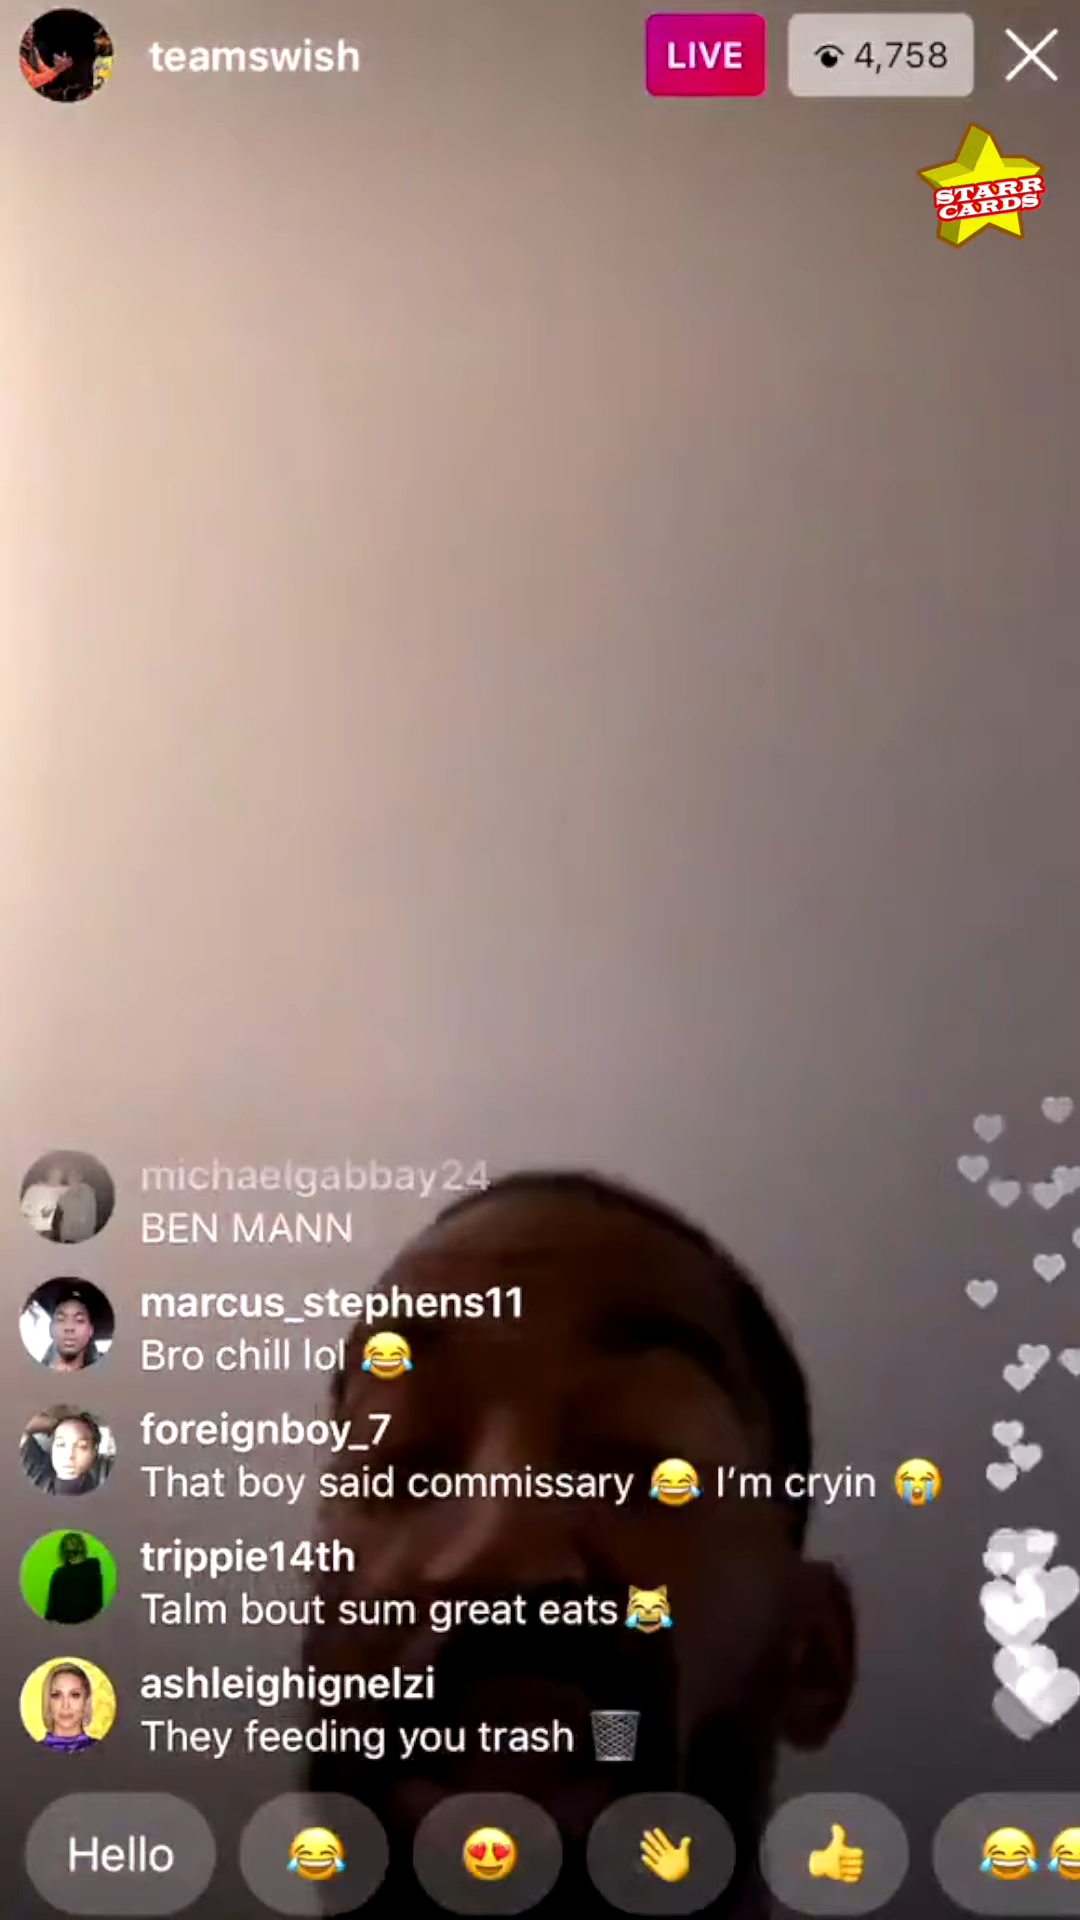 teamswish
LIVE
4,758
STARR
CARDS
michaelgabbay24
BEN MANN
marcus_stephens11
Bro chill lol 😂
foreignboy_7
That boy said commissary 😂 I'm cryin 😭
trippie14th
Talm bout sum great eats😹
ashleighignelzi
They feeding you trash 🗑️
Hello 😂 😍 👋 👍 😂😂